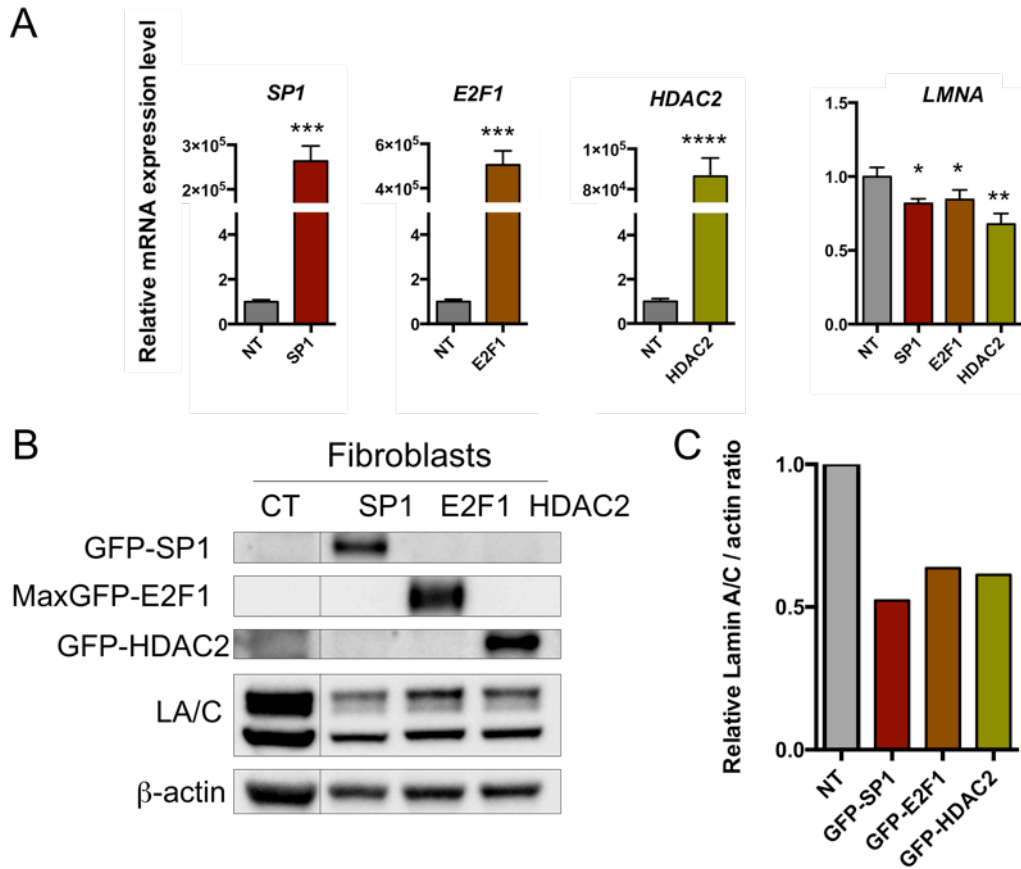 A
Relative mRNA expression level
SP1
***
3×10⁵
2×10⁵
4
2
0
NT
SP1
E2F1
***
6×10⁵
4×10⁵
4
2
0
NT
E2F1
HDAC2
****
1×10⁵
8×10⁴
4
2
0
NT
HDAC2
LMNA
1.5
1.0
0.5
0.0
*
*
**
NT
SP1
E2F1
HDAC2
B
Fibroblasts
CT SP1 E2F1 HDAC2
GFP-SP1
MaxGFP-E2F1
GFP-HDAC2
LA/C
β-actin
C
Relative Lamin A/C / actin ratio
1.0
0.5
0.0
NT
GFP-SP1
GFP-E2F1
GFP-HDAC2